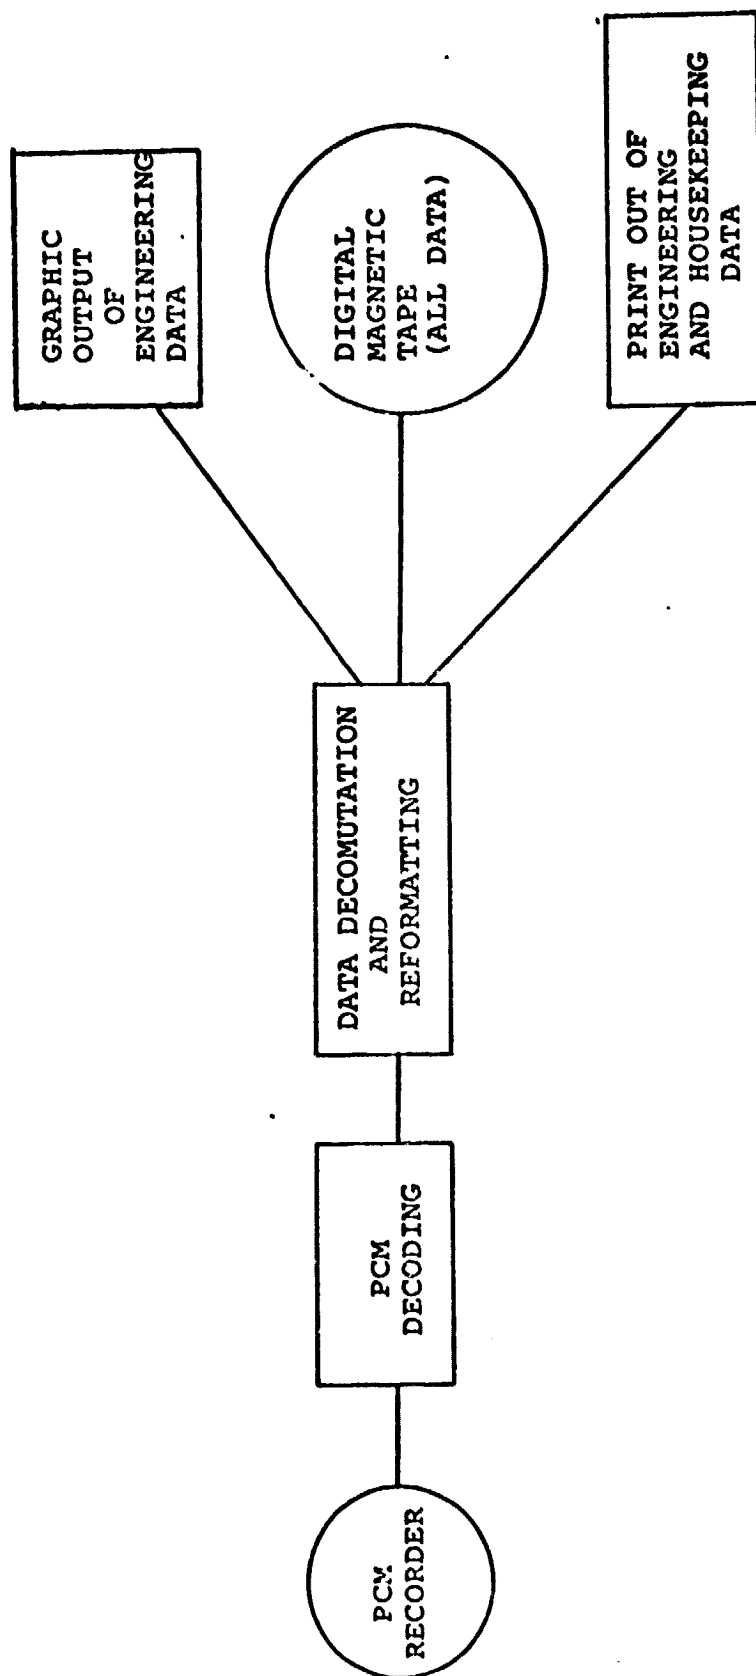 PCM
RECORDER
PCM
DECODING
DATA DECOMUTATION
AND
REFORMATTING
GRAPHIC
OUTPUT
OF
ENGINEERING
DATA
DIGITAL
MAGNETIC
TAPE
(ALL DATA)
PRINT OUT OF
ENGINEERING
AND HOUSEKEEPING
DATA